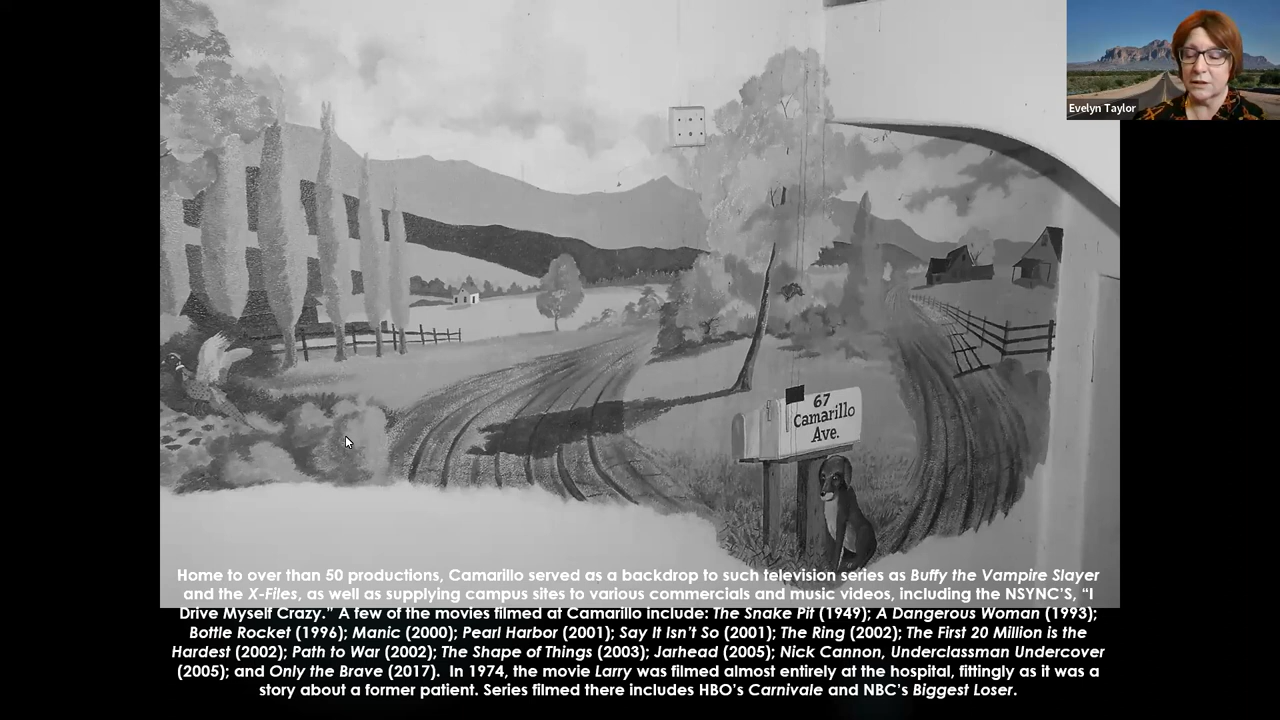 Evelyn Taylor
67
Camarillo
Ave.
Home to over than 50 productions, Camarillo served as a backdrop to such television series as Buffy the Vampire Slayer
and the X-Files, as well as supplying campus sites to various commercials and music videos, including the NSYNC'S, “I
Drive Myself Crazy.” A few of the movies filmed at Camarillo include: The Snake Pit (1949); A Dangerous Woman (1993);
Bottle Rocket (1996); Manic (2000); Pearl Harbor (2001); Say It Isn't So (2001); The Ring (2002); The First 20 Million is the
Hardest (2002); Path to War (2002); The Shape of Things (2003); Jarhead (2005); Nick Cannon, Underclassman Undercover
(2005); and Only the Brave (2017).  In 1974, the movie Larry was filmed almost entirely at the hospital, fittingly as it was a
story about a former patient. Series filmed there includes HBO's Carnivale and NBC's Biggest Loser.